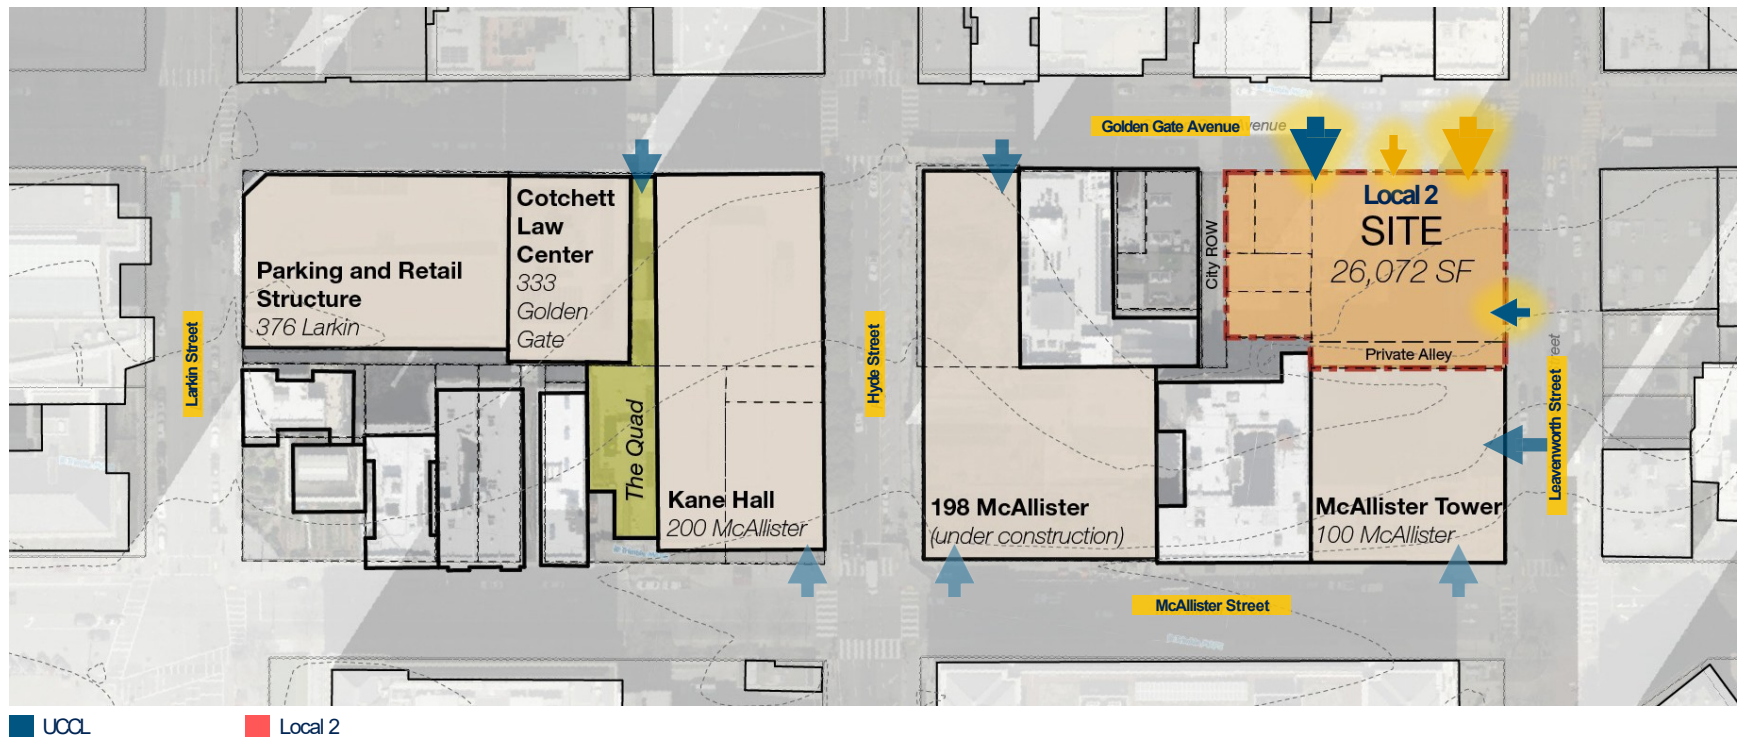 Golden Gate Avenue
enue
Cotchett
Law
Center
333
Golden
Gate
Parking and Retail
Structure
376 Larkin
Local 2
SITE
26,072 SF
City ROW
Private Alley
Larkin Street
Hyde Street
Leavenworth Street
The Quad
Kane Hall
200 McAllister
198 McAllister
(under construction)
McAllister Tower
100 McAllister
McAllister Street
UCCL
Local 2